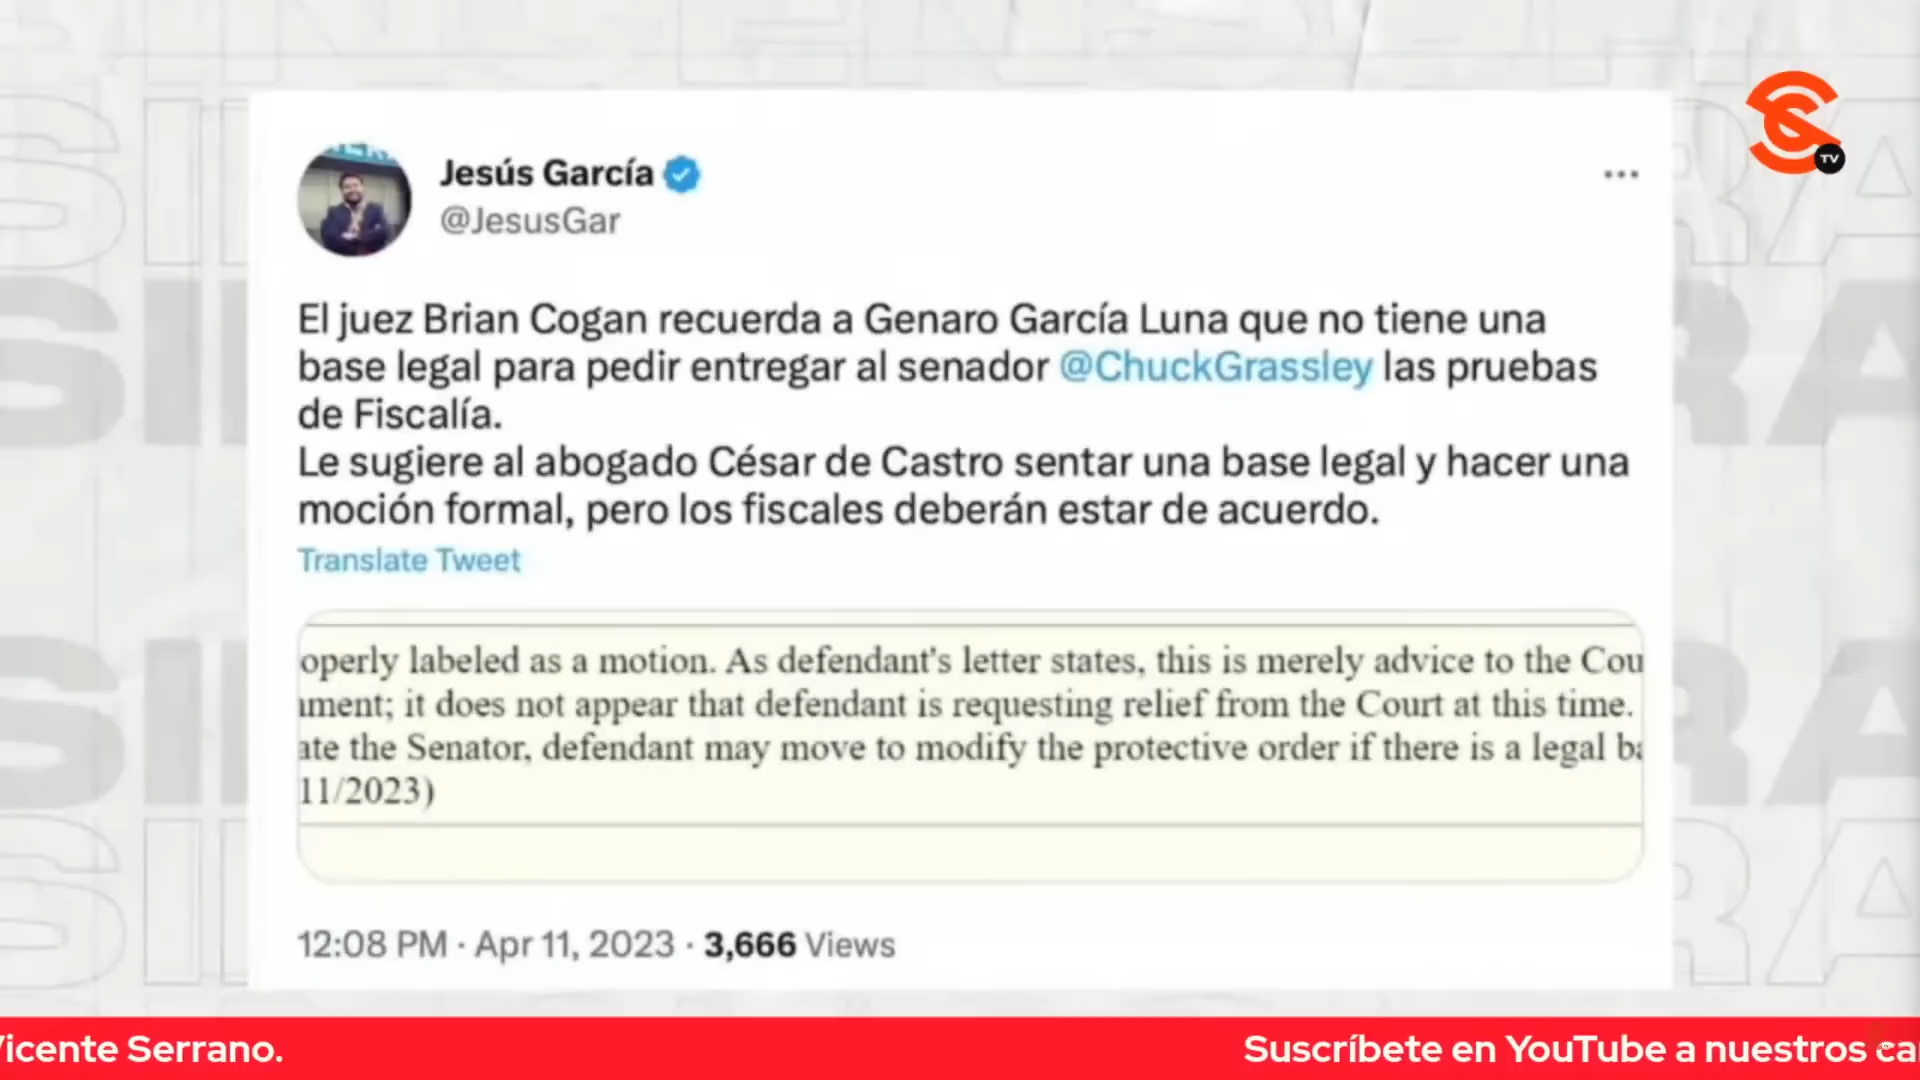 Jesús García
@JesusGar
El juez Brian Cogan recuerda a Genaro García Luna que no tiene una
base legal para pedir entregar al senador @ChuckGrassley las pruebas
de Fiscalía.
Le sugiere al abogado César de Castro sentar una base legal y hacer una
moción formal, pero los fiscales deberán estar de acuerdo.
Translate Tweet
operly labeled as a motion. As defendant's letter states, this is merely advice to the Cou
ment; it does not appear that defendant is requesting relief from the Court at this time.
ate the Senator, defendant may move to modify the protective order if there is a legal ba
11/2023)
12:08 PM · Apr 11, 2023 · 3,666 Views
TV
Vicente Serrano. Suscríbete en YouTube a nuestros ca